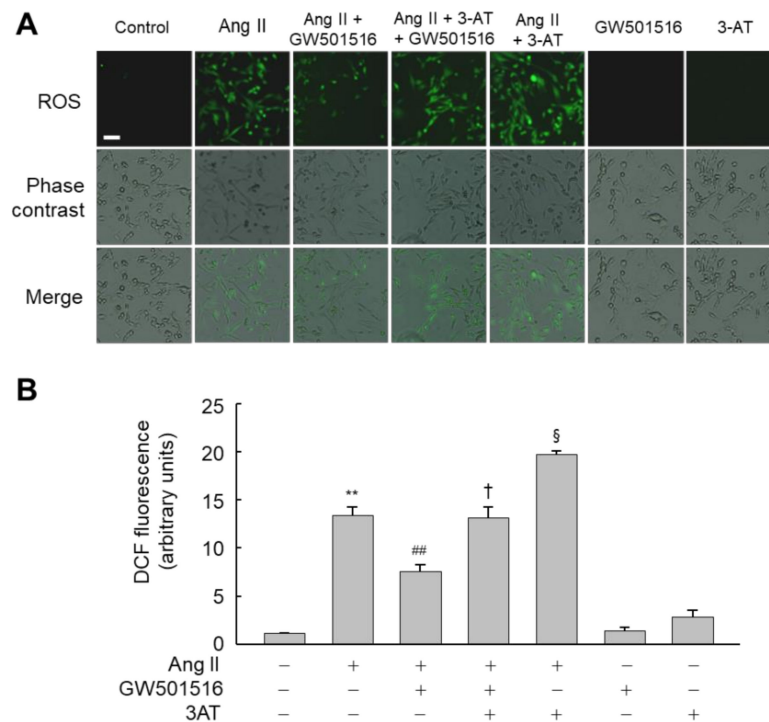 A
Control
Ang II
Ang II +
GW501516
Ang II + 3-AT
+ GW501516
Ang II
+ 3-AT
GW501516
3-AT
ROS
Phase
contrast
Merge
B
DCF fluorescence
(arbitrary units)
25
20
15
10
5
0
**
##
†
§
Ang II – + + + + – –
GW501516 – – + + – + –
3AT – – – + + – +